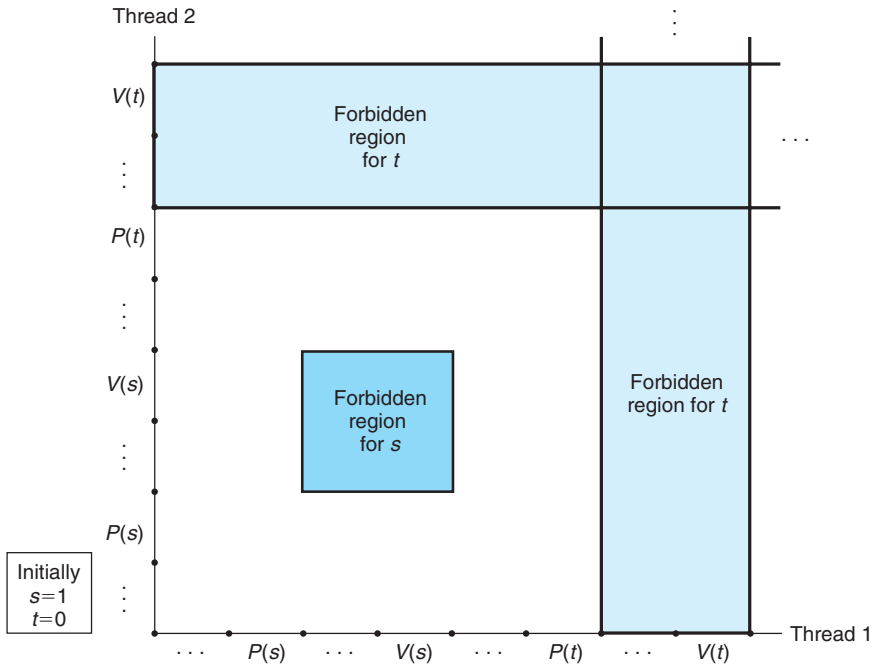 Thread 2
⋮
V(t)
⋮
P(t)
⋮
V(s)
⋮
P(s)
⋮
Forbidden
region
for t
· · ·
Forbidden
region
for s
Forbidden
region for t
Initially
s=1
t=0
· · · P(s) · · · V(s) · · · P(t) · · · V(t)
Thread 1